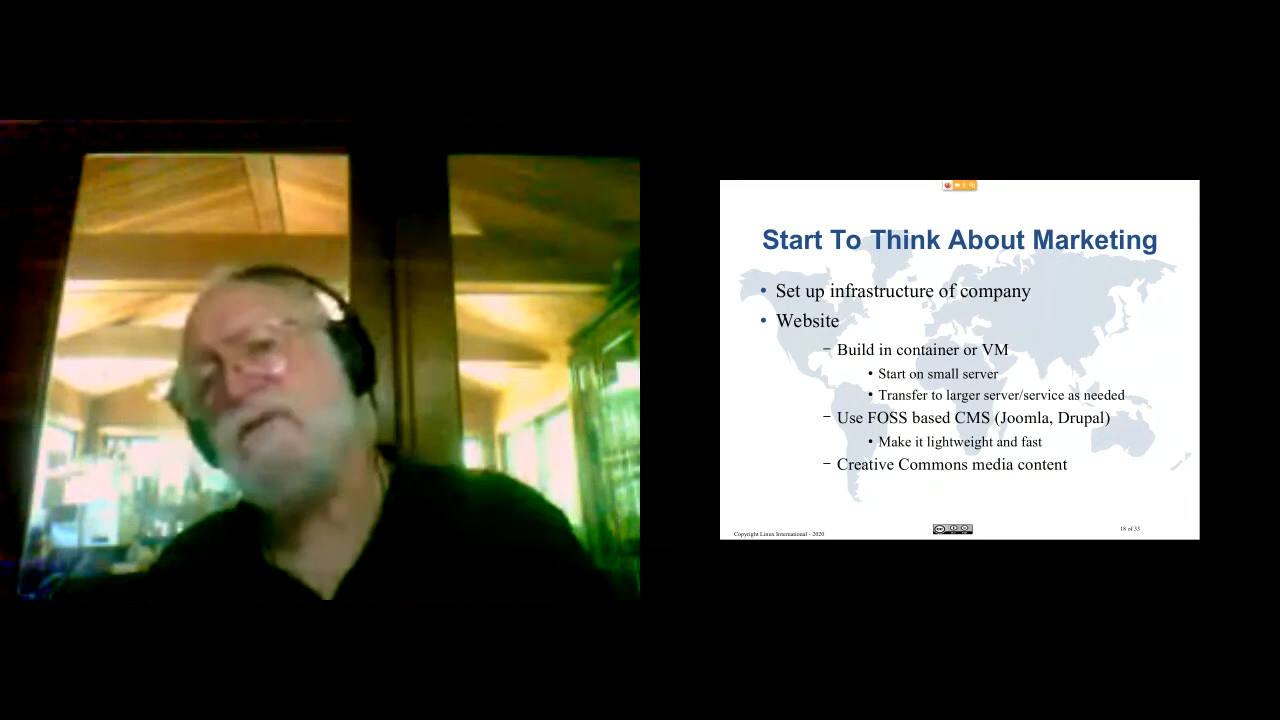 Start To Think About Marketing
• Set up infrastructure of company
• Website
– Build in container or VM
• Start on small server
• Transfer to larger server/service as needed
– Use FOSS based CMS (Joomla, Drupal)
• Make it lightweight and fast
– Creative Commons media content
Copyright Linux International - 2020
18 of 33